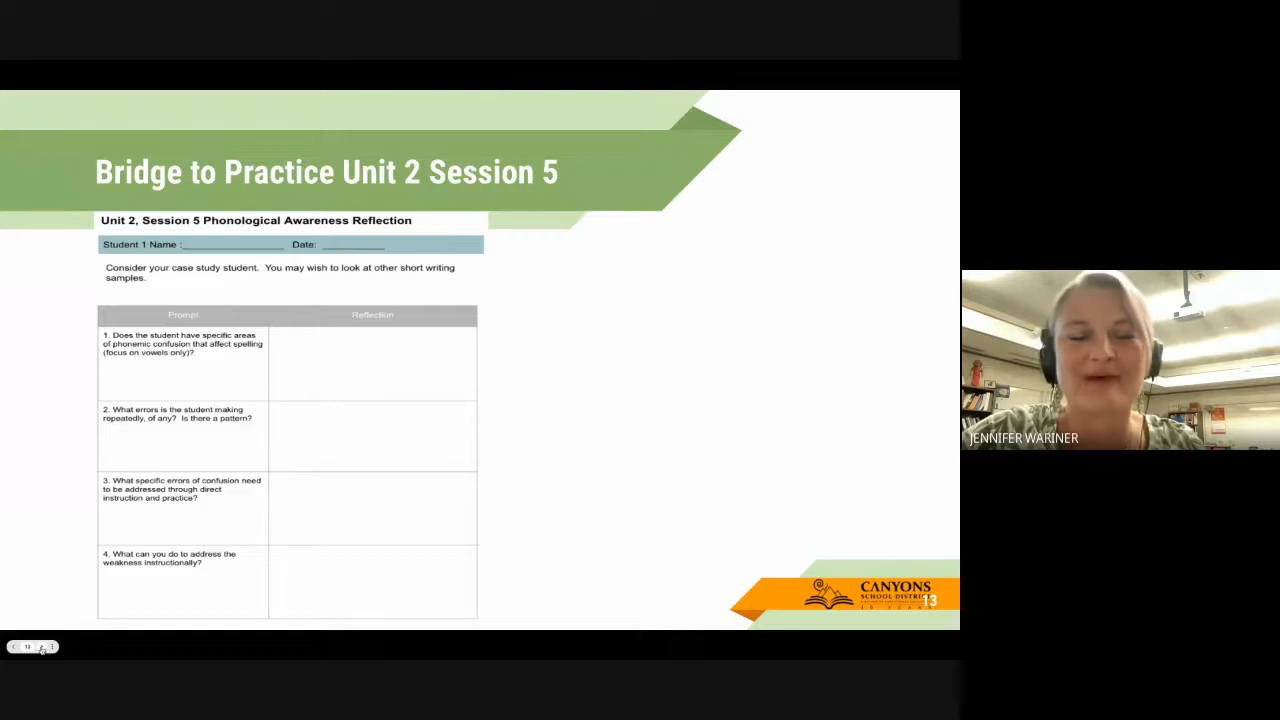 Bridge to Practice Unit 2 Session 5
Unit 2, Session 5 Phonological Awareness Reflection
Student 1 Name :____________________ Date: ____________
Consider your case study student. You may wish to look at other short writing
samples.
Prompt Reflection
1. Does the student have specific areas
of phonemic confusion that affect spelling
(focus on vowels only)?
2. What errors is the student making
repeatedly, of any? Is there a pattern?
3. What specific errors of confusion need
to be addressed through direct
instruction and practice?
4. What can you do to address the
weakness instructionally?
CANYONS
SCHOOL DISTRICT
13
JENNIFER WARINER
13